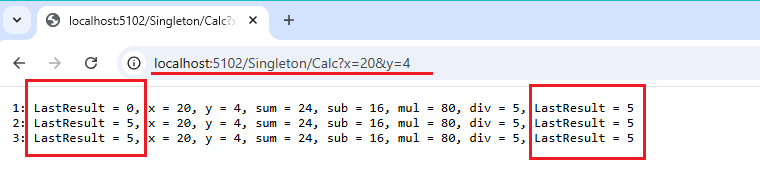 localhost:5102/Singleton/Calc?x=
localhost:5102/Singleton/Calc?x=20&y=4
1: LastResult = 0, x = 20, y = 4, sum = 24, sub = 16, mul = 80, div = 5, LastResult = 5
2: LastResult = 5, x = 20, y = 4, sum = 24, sub = 16, mul = 80, div = 5, LastResult = 5
3: LastResult = 5, x = 20, y = 4, sum = 24, sub = 16, mul = 80, div = 5, LastResult = 5